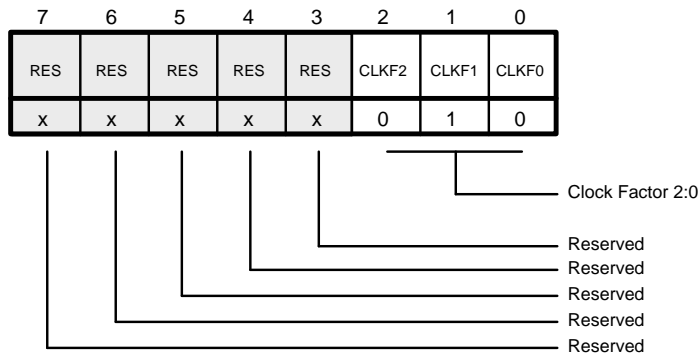 7 6 5 4 3 2 1 0
RES RES RES RES RES CLKF2 CLKF1 CLKF0
x x x x x 0 1 0
Clock Factor 2:0
Reserved
Reserved
Reserved
Reserved
Reserved